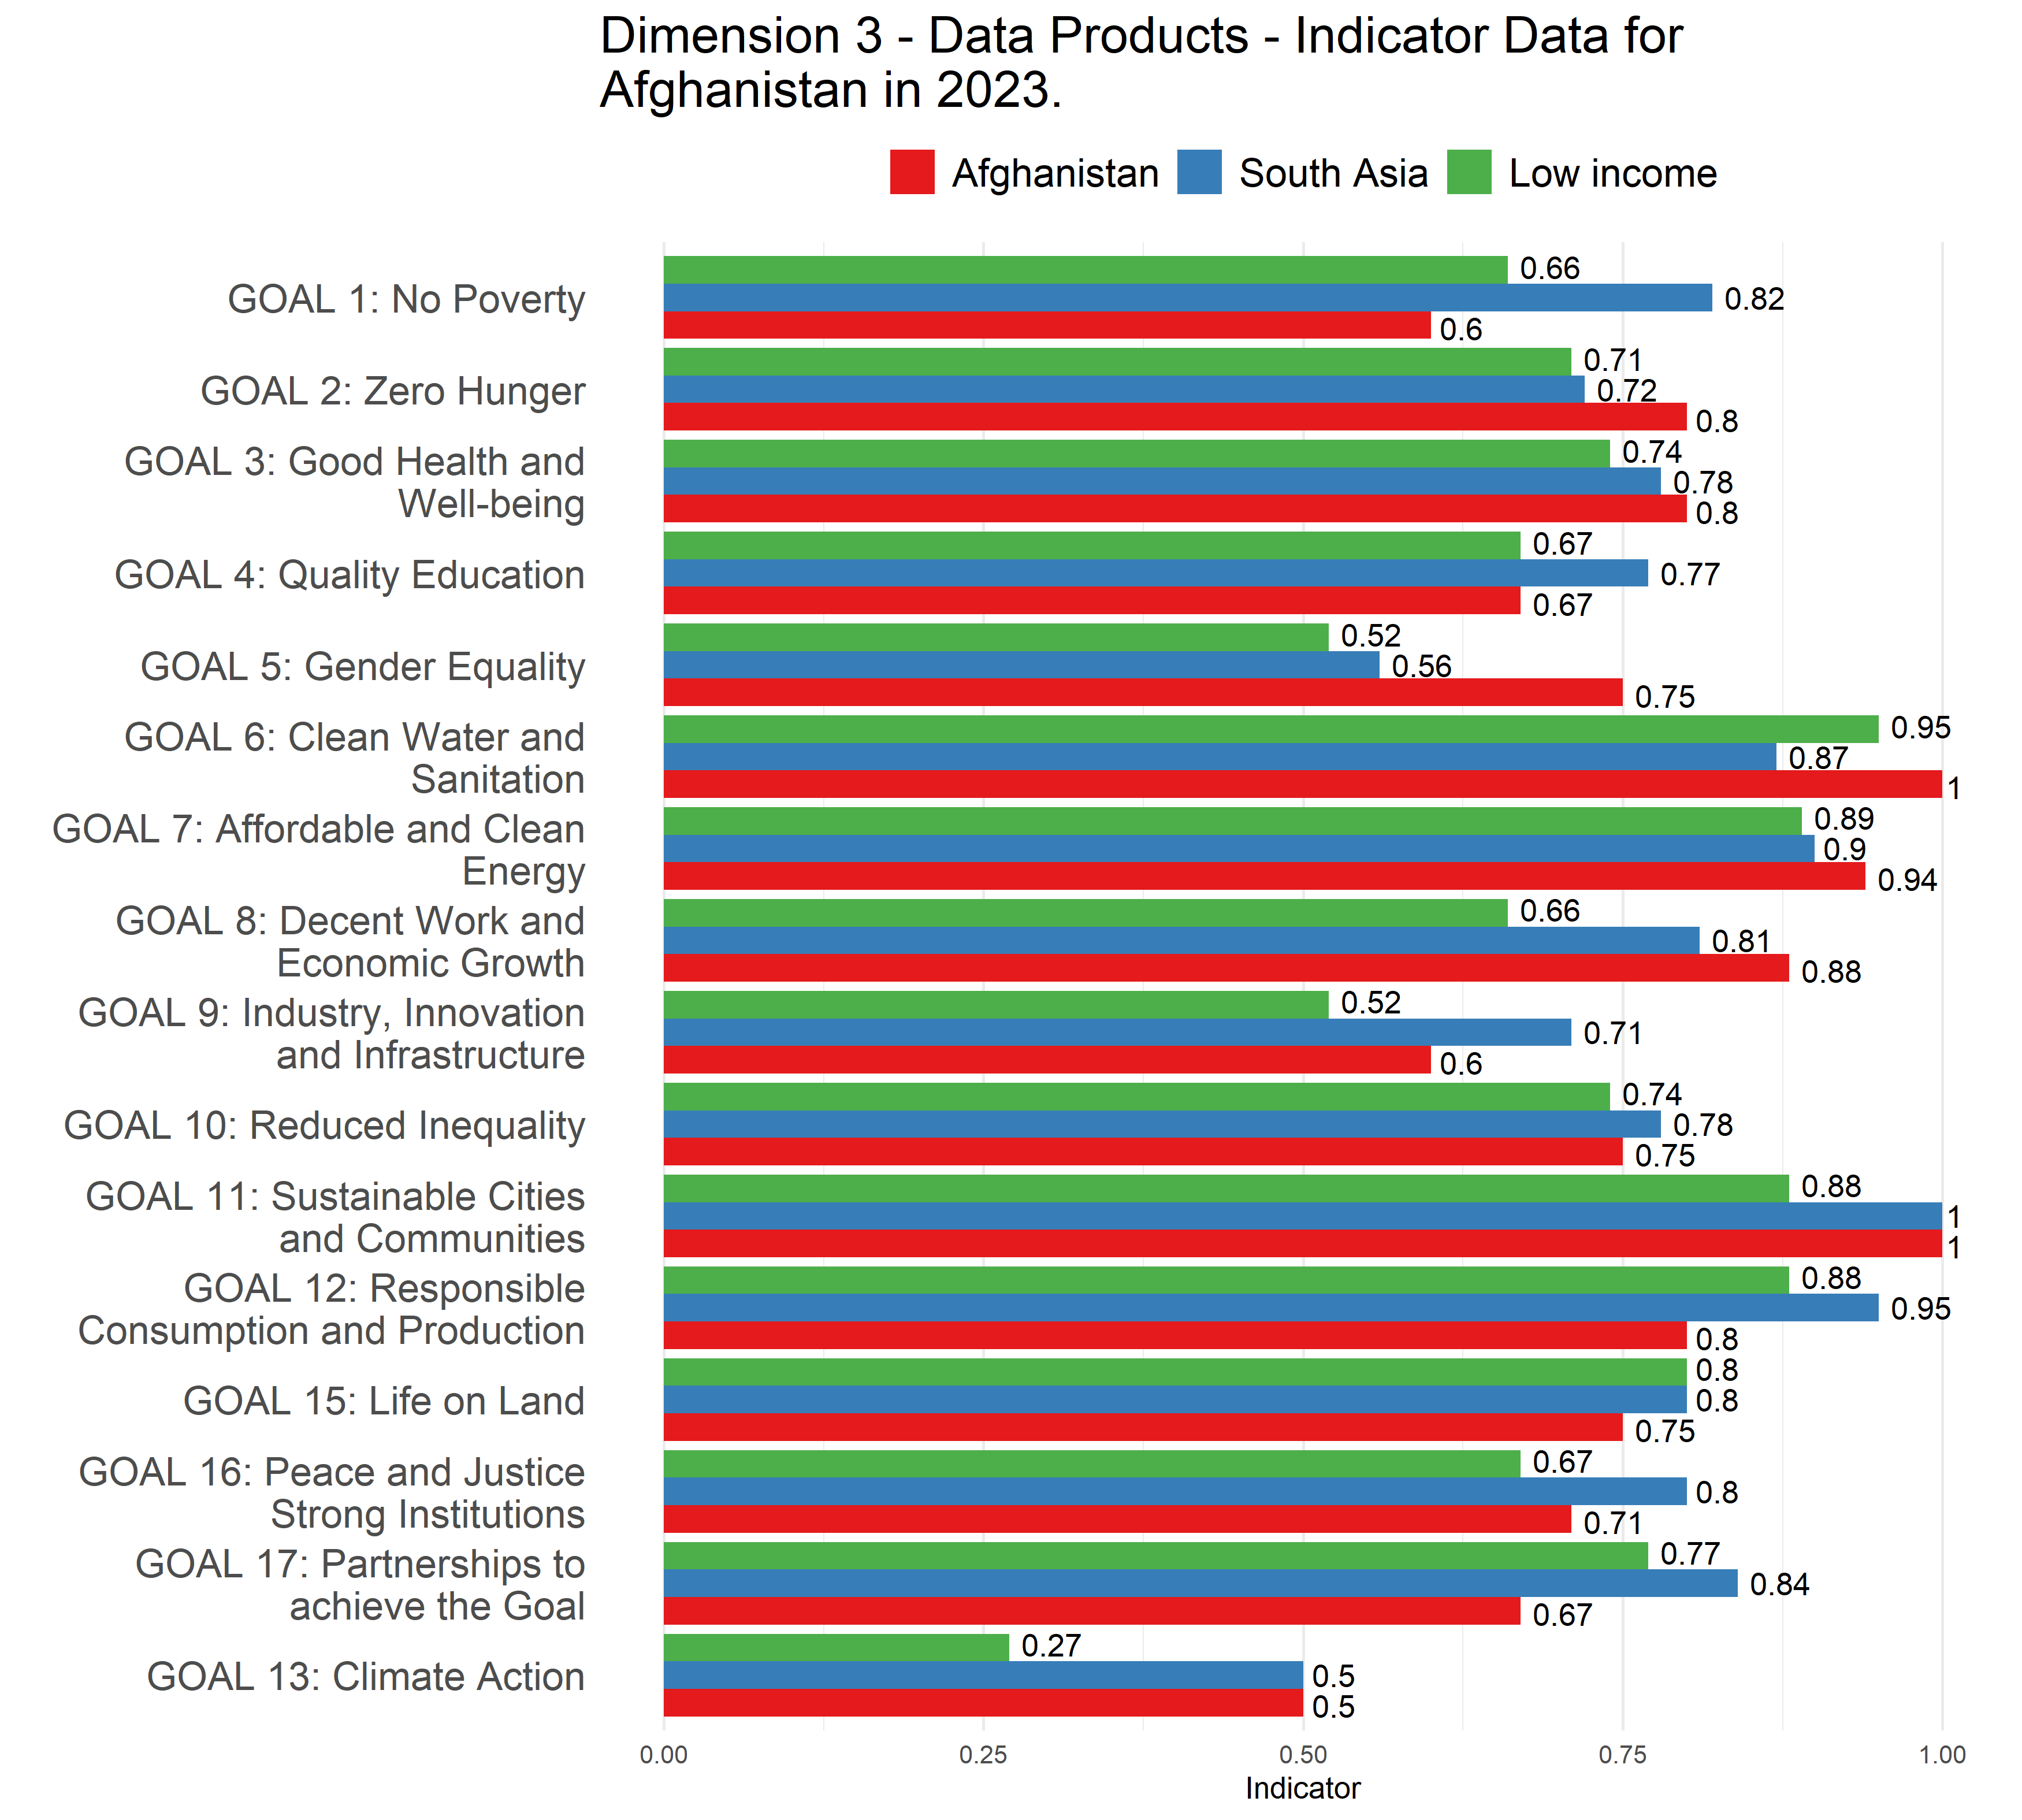 Dimension 3 - Data Products - Indicator Data for
Afghanistan in 2023.
Afghanistan South Asia Low income
GOAL 1: No Poverty
0.66
0.82
0.6
GOAL 2: Zero Hunger
0.71
0.72
0.8
GOAL 3: Good Health and
Well-being
0.74
0.78
0.8
GOAL 4: Quality Education
0.67
0.77
0.67
GOAL 5: Gender Equality
0.52
0.56
0.75
GOAL 6: Clean Water and
Sanitation
0.95
0.87
1
GOAL 7: Affordable and Clean
Energy
0.89
0.9
0.94
GOAL 8: Decent Work and
Economic Growth
0.66
0.81
0.88
GOAL 9: Industry, Innovation
and Infrastructure
0.52
0.71
0.6
GOAL 10: Reduced Inequality
0.74
0.78
0.75
GOAL 11: Sustainable Cities
and Communities
0.88
1
1
GOAL 12: Responsible
Consumption and Production
0.88
0.95
0.8
GOAL 15: Life on Land
0.8
0.8
0.75
GOAL 16: Peace and Justice
Strong Institutions
0.67
0.8
0.71
GOAL 17: Partnerships to
achieve the Goal
0.77
0.84
0.67
GOAL 13: Climate Action
0.27
0.5
0.5
0.00 0.25 0.50 0.75 1.00
Indicator